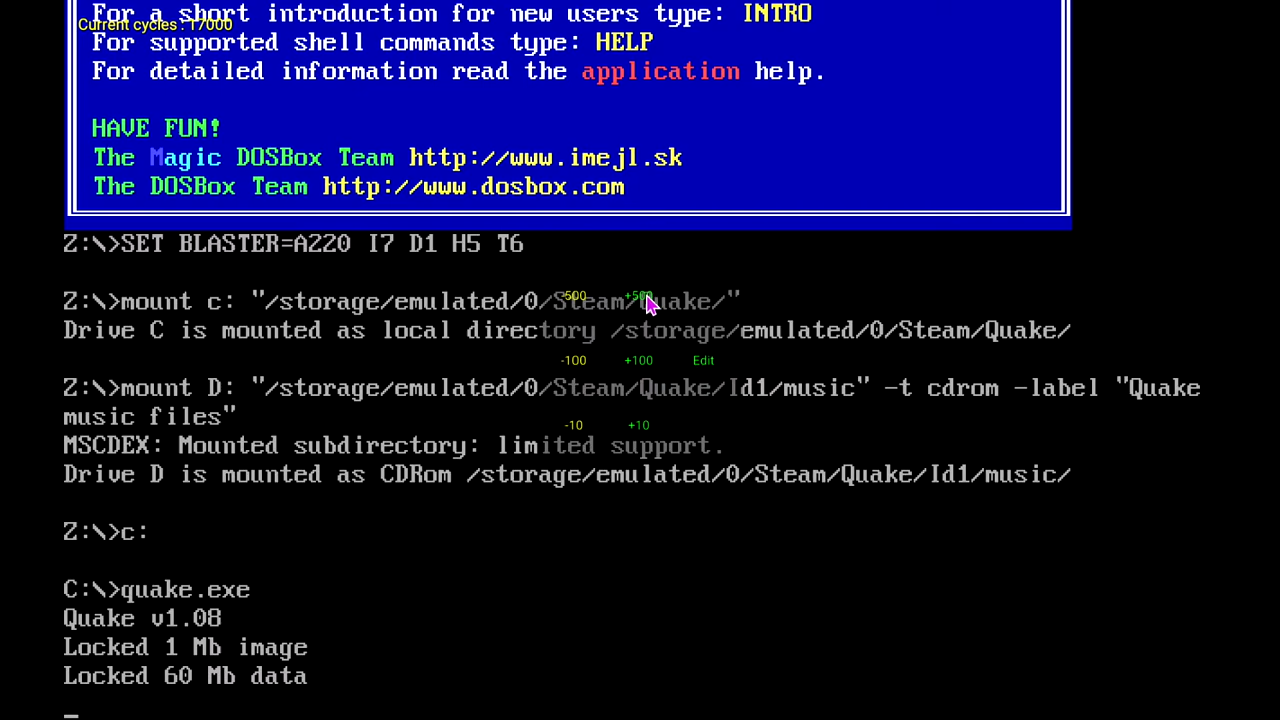 For a short introduction for new users type: INTRO
Current cycles : 17000
For supported shell commands type: HELP
For detailed information read the application help.
HAVE FUN!
The Magic DOSBox Team http://www.imejl.sk
The DOSBox Team http://www.dosbox.com
Z:\>SET BLASTER=A220 I7 D1 H5 T6
Z:\>mount c: "/storage/emulated/0/Steam/Quake/"
-500 +500
Drive C is mounted as local directory /storage/emulated/0/Steam/Quake/
-100 +100 Edit
Z:\>mount D: "/storage/emulated/0/Steam/Quake/Id1/music" -t cdrom -label "Quake
music files"
-10 +10
MSCDEX: Mounted subdirectory: limited support.
Drive D is mounted as CDRom /storage/emulated/0/Steam/Quake/Id1/music/
Z:\>c:
C:\>quake.exe
Quake v1.08
Locked 1 Mb image
Locked 60 Mb data
_